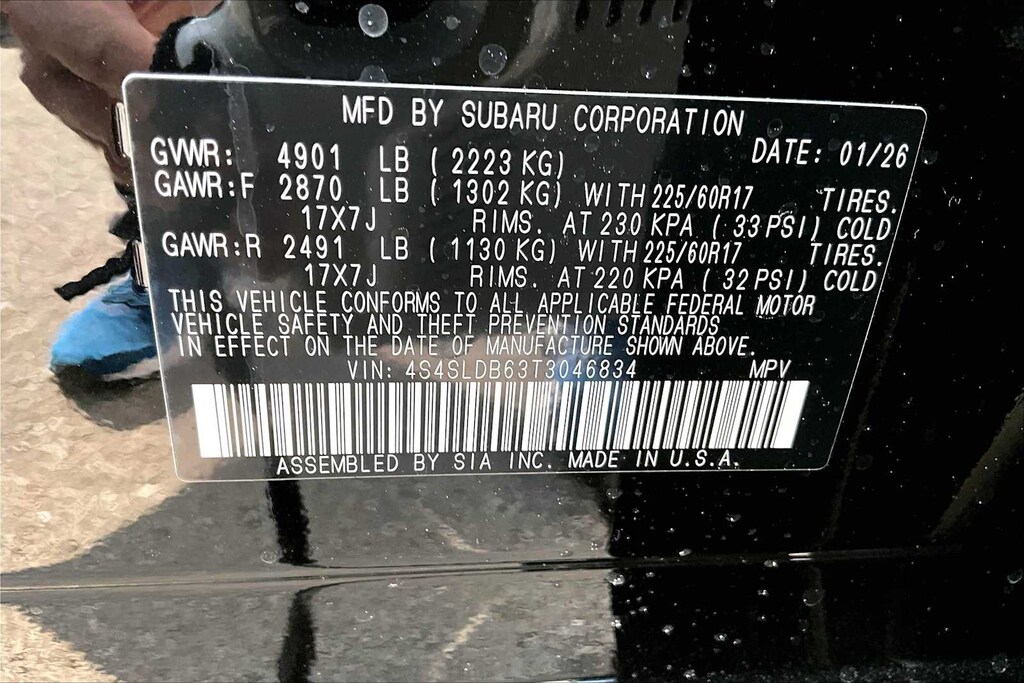 MFD BY SUBARU CORPORATION
DATE: 01/26
GVWR: 4901 LB (2223 KG)
GAWR:F 2870 LB (1302 KG) WITH 225/60R17 TIRES.
17X7J RIMS. AT 230 KPA (33 PSI) COLD
GAWR:R 2491 LB (1130 KG) WITH 225/60R17 TIRES.
17X7J RIMS. AT 220 KPA (32 PSI) COLD
THIS VEHICLE CONFORMS TO ALL APPLICABLE FEDERAL MOTOR
VEHICLE SAFETY AND THEFT PREVENTION STANDARDS
IN EFFECT ON THE DATE OF MANUFACTURE SHOWN ABOVE.
VIN: 4S4SLDB63T3046834 MPV
ASSEMBLED BY SIA INC. MADE IN U.S.A.